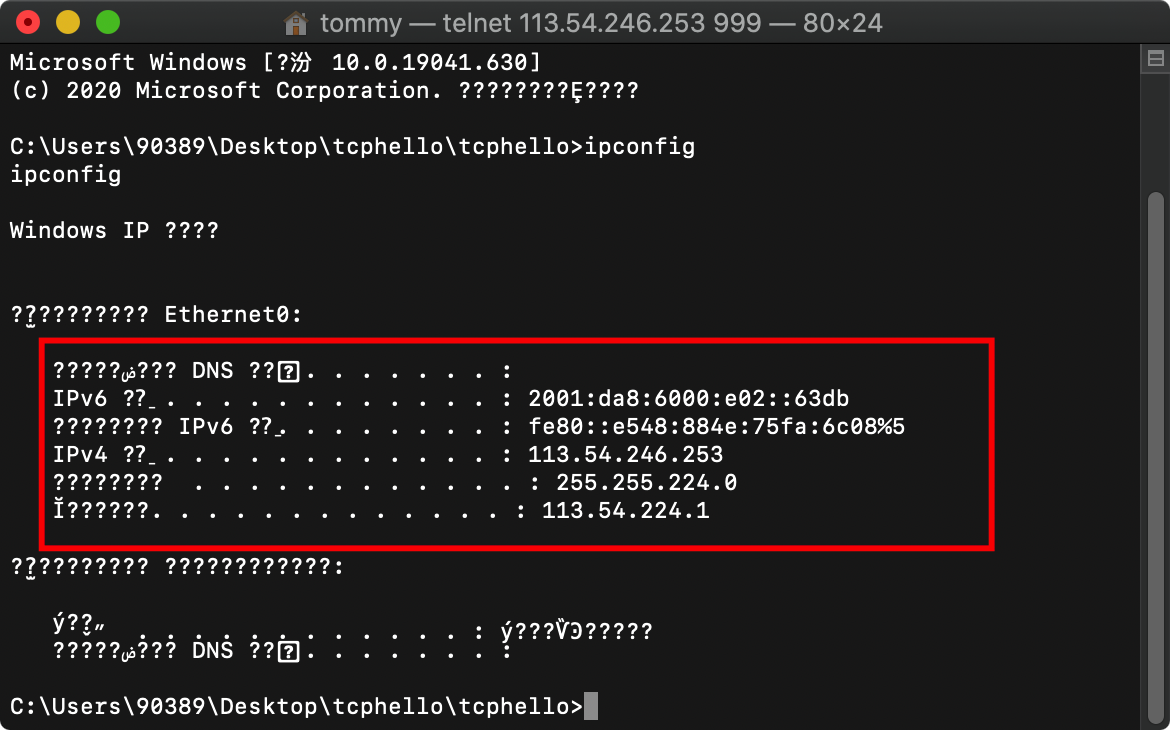 tommy — telnet 113.54.246.253 999 — 80×24
Microsoft Windows [?汾 10.0.19041.630]
(c) 2020 Microsoft Corporation. ????????Ȩ????
C:\Users\90389\Desktop\tcphello\tcphello>ipconfig
ipconfig
Windows IP ????
??????????? Ethernet0:
?????ض??? DNS ??�. . . . . . . :
IPv6 ??_. . . . . . . . . . . . : 2001:da8:6000:e02::63db
???????? IPv6 ??_. . . . . . . . : fe80::e548:884e:75fa:6c08%5
IPv4 ??_. . . . . . . . . . . . : 113.54.246.253
???????? . . . . . . . . . . . . : 255.255.224.0
Ĭ??????. . . . . . . . . . . . . : 113.54.224.1
??????????? ????????????:
ý??„ . . . . . . . . . . . . : ý???ѶϿ?????
?????ض??? DNS ??�. . . . . . . :
C:\Users\90389\Desktop\tcphello\tcphello>